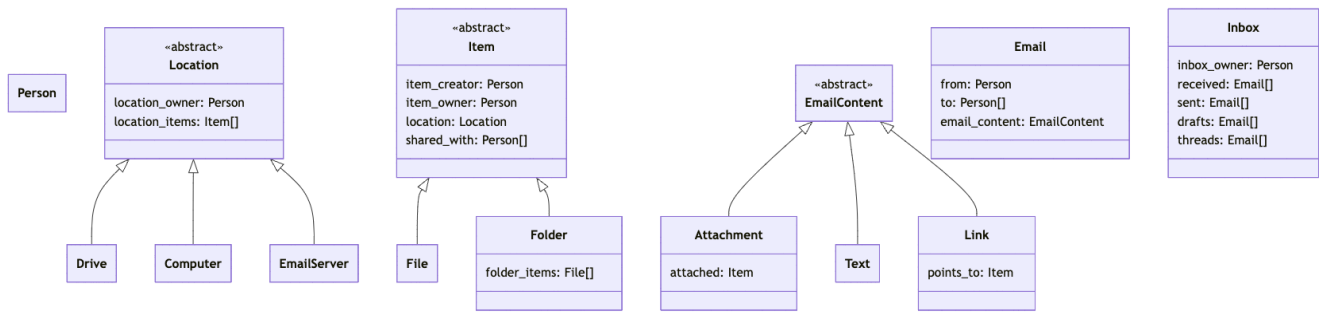 Person
«abstract»
Location
location_owner: Person
location_items: Item[]
Drive
Computer
EmailServer
«abstract»
Item
item_creator: Person
item_owner: Person
location: Location
shared_with: Person[]
File
Folder
folder_items: File[]
«abstract»
EmailContent
Attachment
attached: Item
Text
Link
points_to: Item
Email
from: Person
to: Person[]
email_content: EmailContent
Inbox
inbox_owner: Person
received: Email[]
sent: Email[]
drafts: Email[]
threads: Email[]